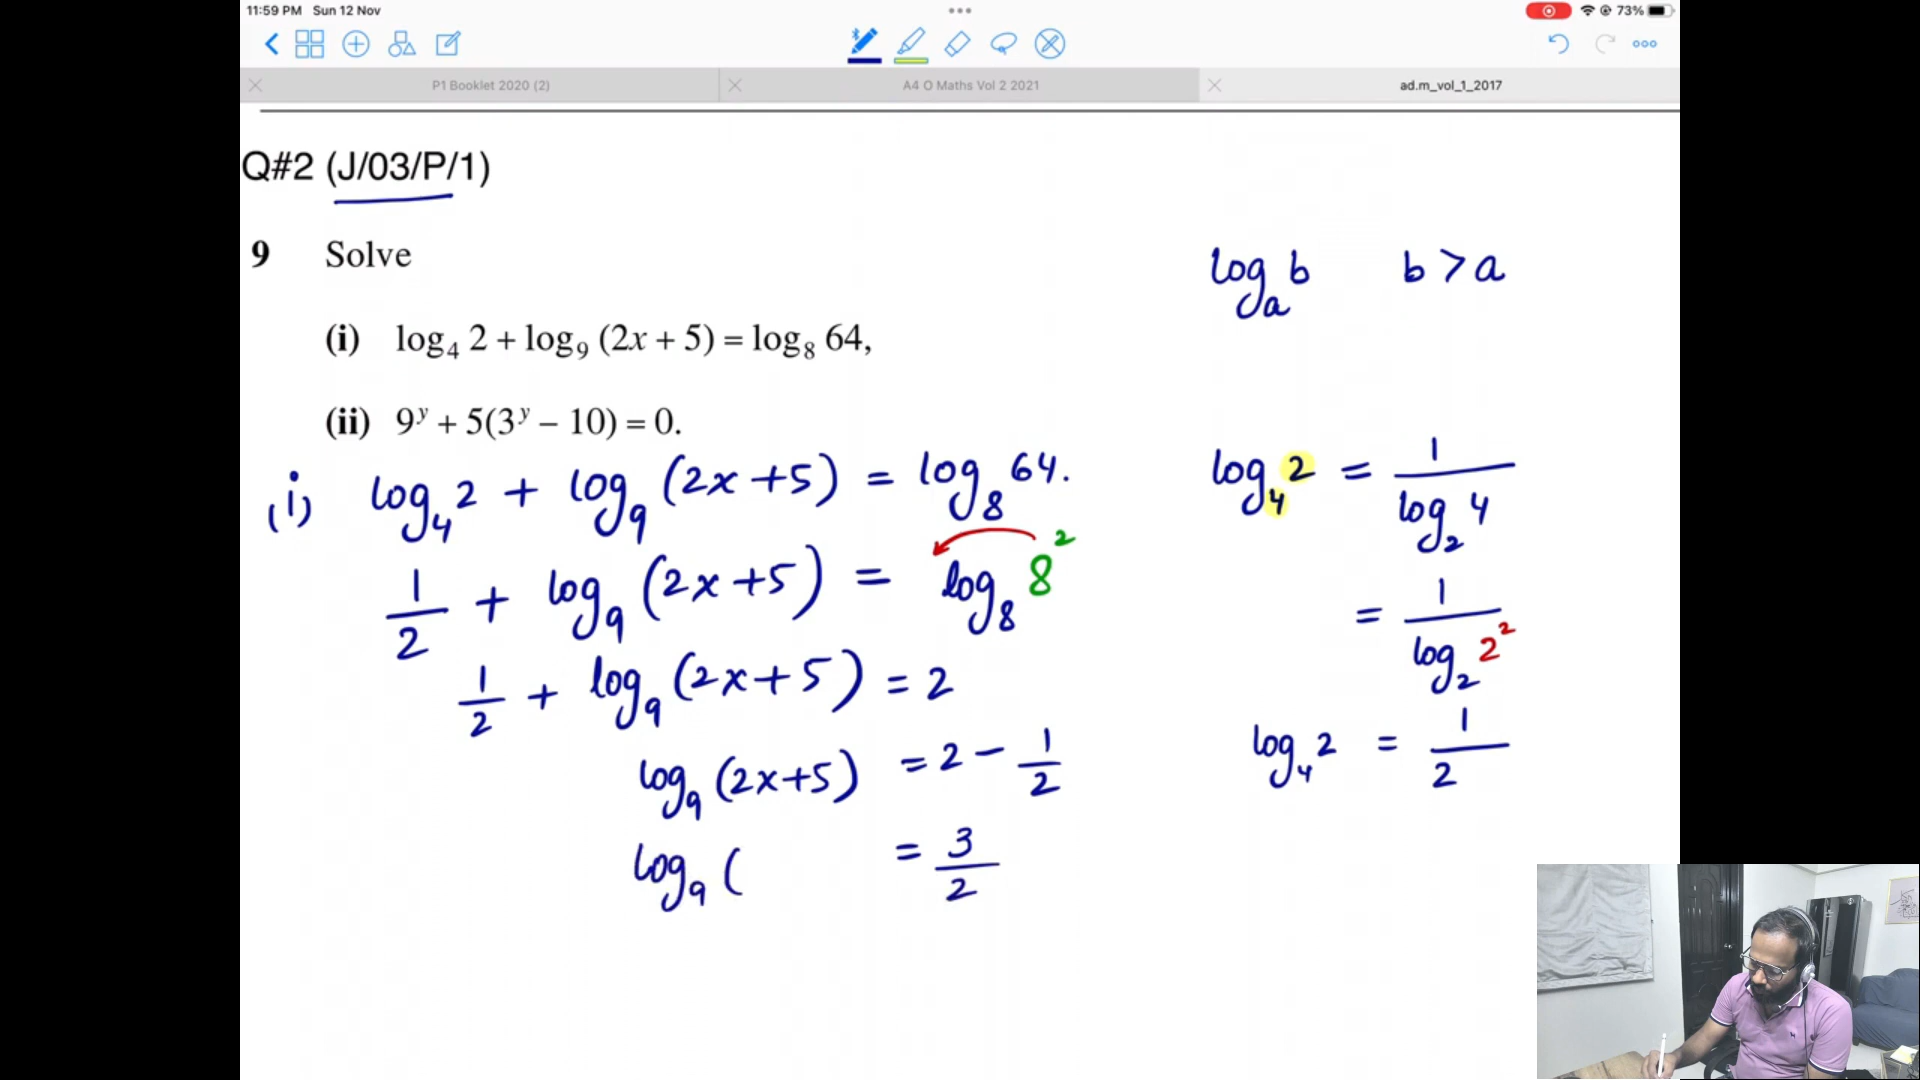 11:59 PM Sun 12 Nov
73%
P1 Booklet 2020 (2)
A4 O Maths Vol 2 2021
ad.m_vol_1_2017
Q#2 (J/03/P/1)
9 Solve
(i) log₄ 2 + log₉ (2x + 5) = log₈ 64,
(ii) 9ʸ + 5(3ʸ – 10) = 0.
(i) log₄ 2 + log₉ (2x + 5) = log₈ 64.
1/2 + log₉ (2x + 5) = log₈ 8²
1/2 + log₉ (2x + 5) = 2
log₉ (2x+5) = 2 – 1/2
log₉ ( = 3/2
logₐ b b > a
log₄ 2 = 1/log₂ 4
= 1/log₂ 2²
log₄ 2 = 1/2